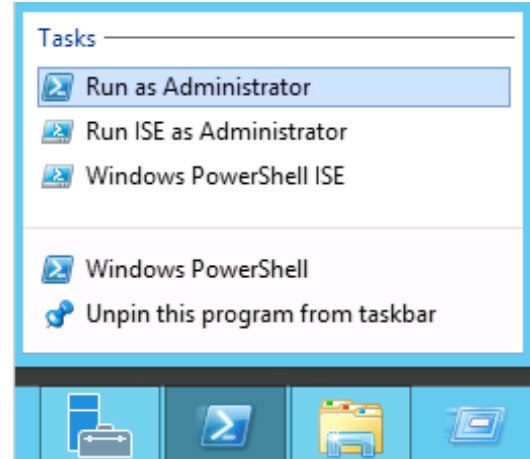 Tasks
Run as Administrator
Run ISE as Administrator
Windows PowerShell ISE
Windows PowerShell
Unpin this program from taskbar